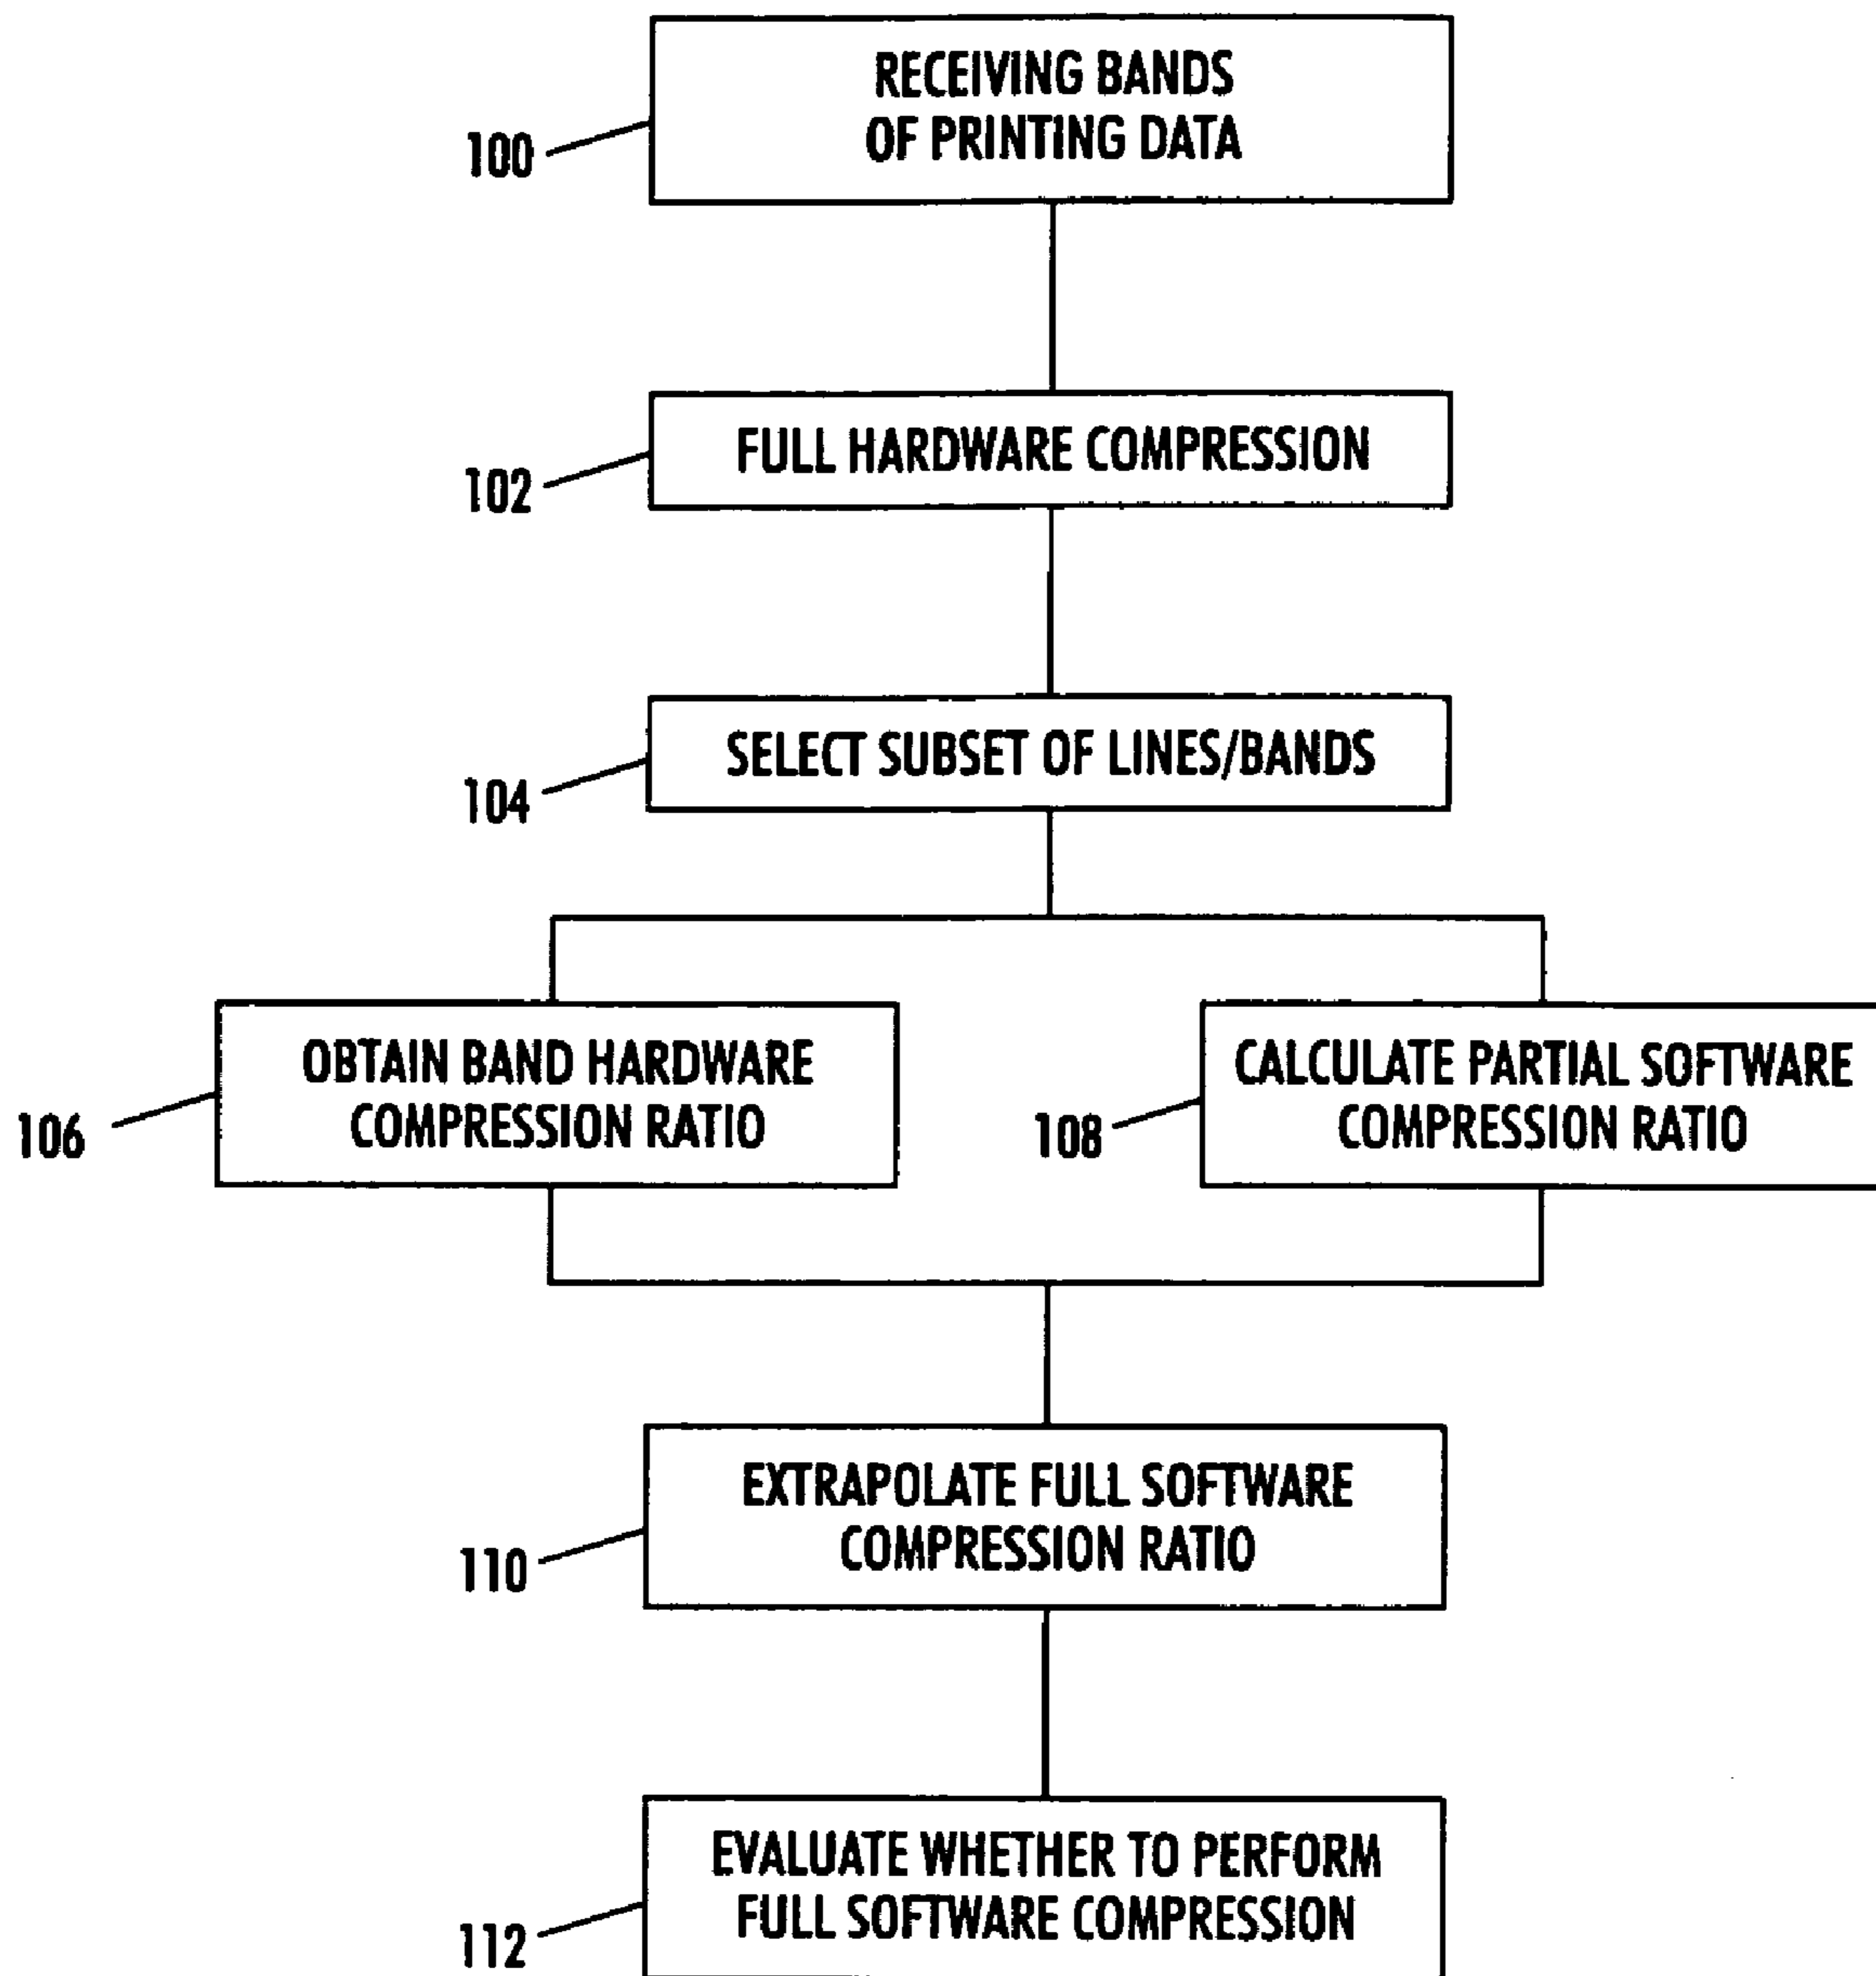 RECEIVING BANDS
OF PRINTING DATA
100
FULL HARDWARE COMPRESSION
102
SELECT SUBSET OF LINES/BANDS
104
OBTAIN BAND HARDWARE
COMPRESSION RATIO
106
CALCULATE PARTIAL SOFTWARE
COMPRESSION RATIO
108
EXTRAPOLATE FULL SOFTWARE
COMPRESSION RATIO
110
EVALUATE WHETHER TO PERFORM
FULL SOFTWARE COMPRESSION
112